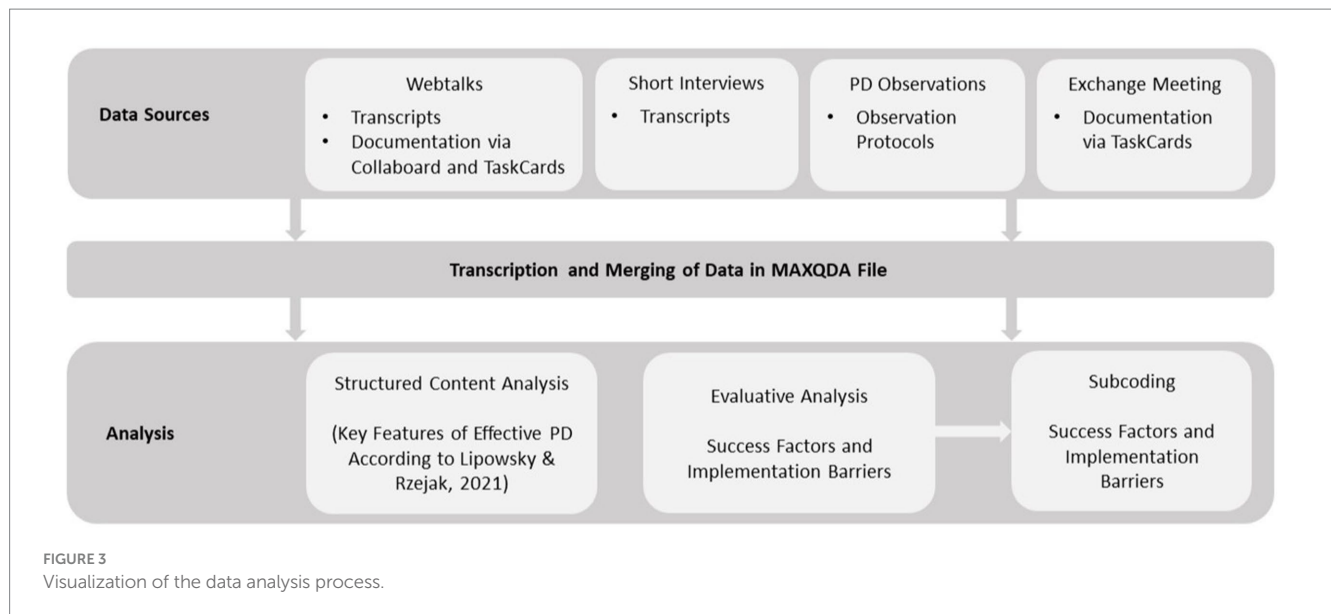 Data Sources
Webtalks
• Transcripts
• Documentation via
Collaboard and TaskCards
Short Interviews
• Transcripts
PD Observations
• Observation
Protocols
Exchange Meeting
• Documentation
via TaskCards
Transcription and Merging of Data in MAXQDA File
Analysis
Structured Content Analysis
(Key Features of Effective PD
According to Lipowsky &
Rzejak, 2021)
Evaluative Analysis
Success Factors and
Implementation Barriers
Subcoding
Success Factors and
Implementation
Barriers
FIGURE 3
Visualization of the data analysis process.